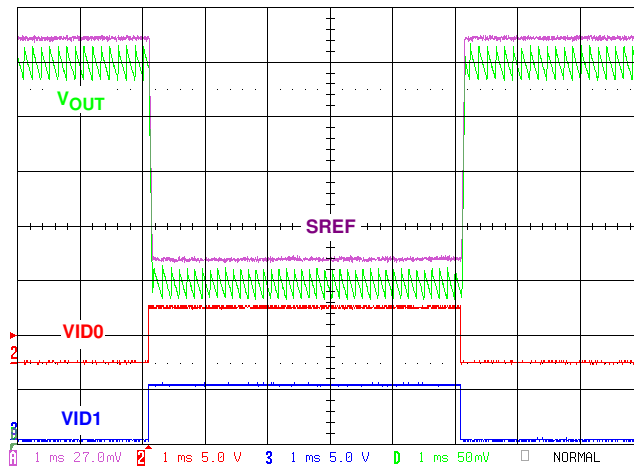 VOUT
SREF
VID0
2
VID1
1 ms 27.0mV 2 1 ms 5.0 V 3 1 ms 5.0 V D 1 ms 50mV NORMAL